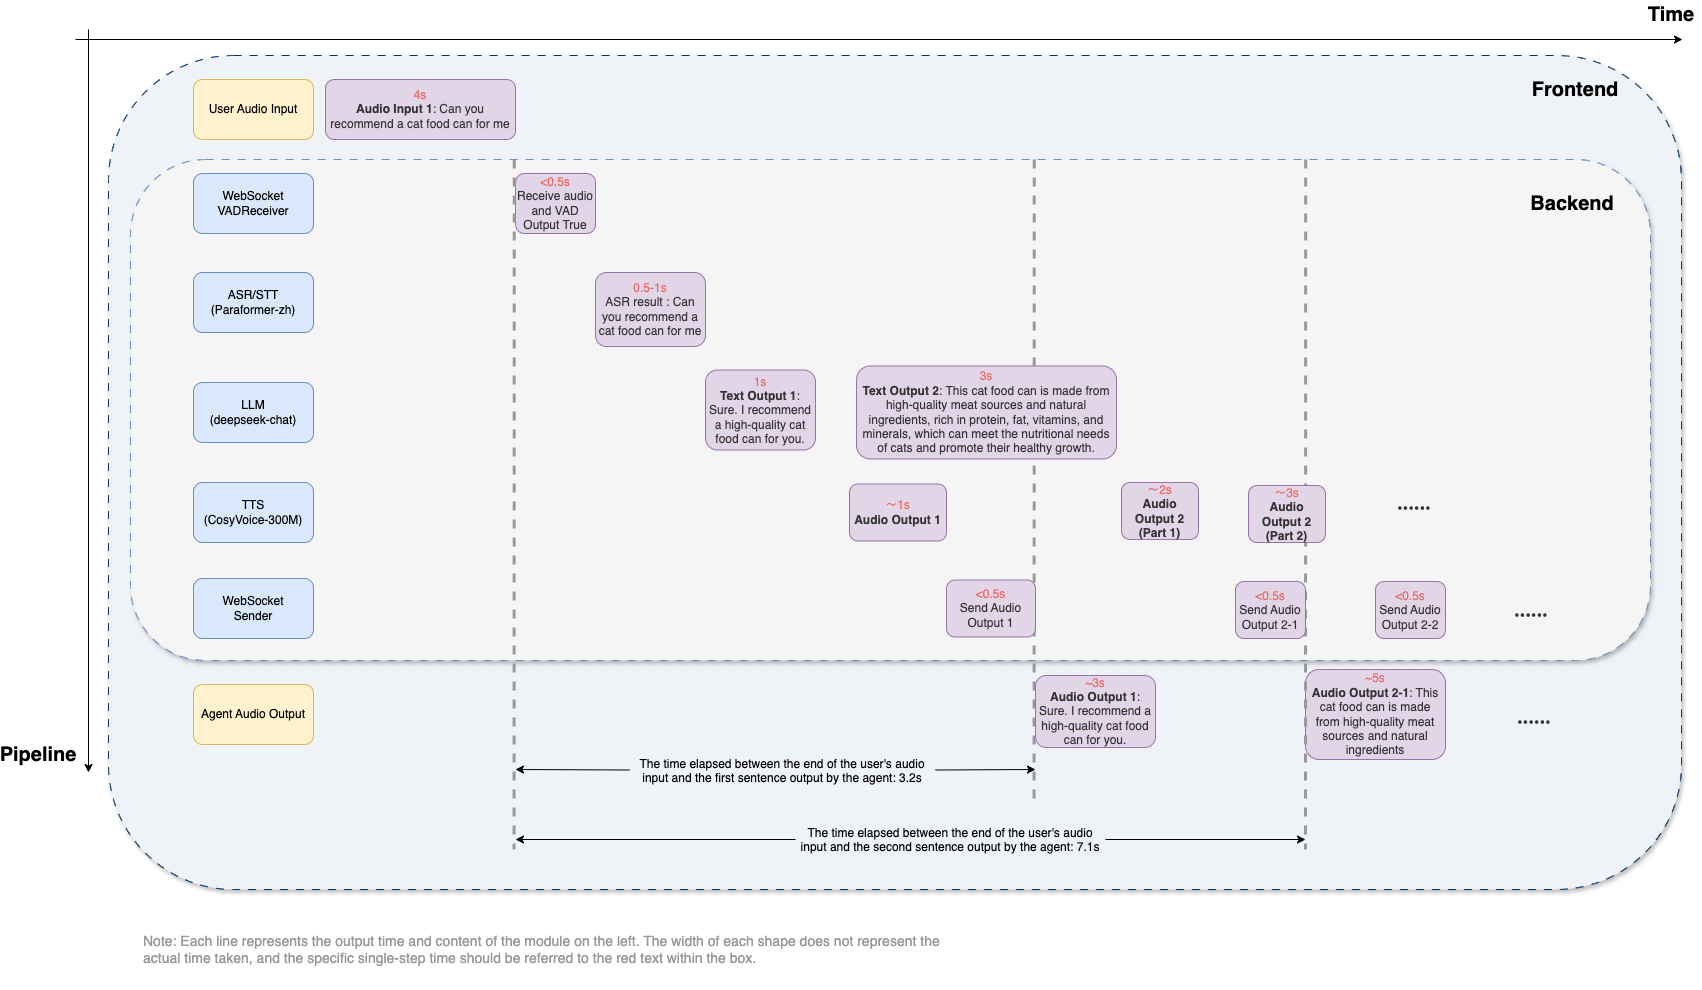 Time
Frontend
User Audio Input
4s
Audio Input 1: Can you
recommend a cat food can for me
Backend
WebSocket
VADReceiver
<0.5s
Receive audio
and VAD
Output True
ASR/STT
(Paraformer-zh)
0.5-1s
ASR result : Can
you recommend a
cat food can for me
LLM
(deepseek-chat)
1s
Text Output 1:
Sure. I recommend
a high-quality cat
food can for you.
3s
Text Output 2: This cat food can is made from
high-quality meat sources and natural
ingredients, rich in protein, fat, vitamins, and
minerals, which can meet the nutritional needs
of cats and promote their healthy growth.
TTS
(CosyVoice-300M)
~1s
Audio Output 1
~2s
Audio
Output 2
(Part 1)
~3s
Audio
Output 2
(Part 2)
......
WebSocket
Sender
<0.5s
Send Audio
Output 1
<0.5s
Send Audio
Output 2-1
<0.5s
Send Audio
Output 2-2
......
Agent Audio Output
~3s
Audio Output 1:
Sure. I recommend a
high-quality cat food
can for you.
~5s
Audio Output 2-1: This
cat food can is made
from high-quality meat
sources and natural
ingredients
......
Pipeline
The time elapsed between the end of the user's audio
input and the first sentence output by the agent: 3.2s
The time elapsed between the end of the user's audio
input and the second sentence output by the agent: 7.1s
Note: Each line represents the output time and content of the module on the left. The width of each shape does not represent the
actual time taken, and the specific single-step time should be referred to the red text within the box.